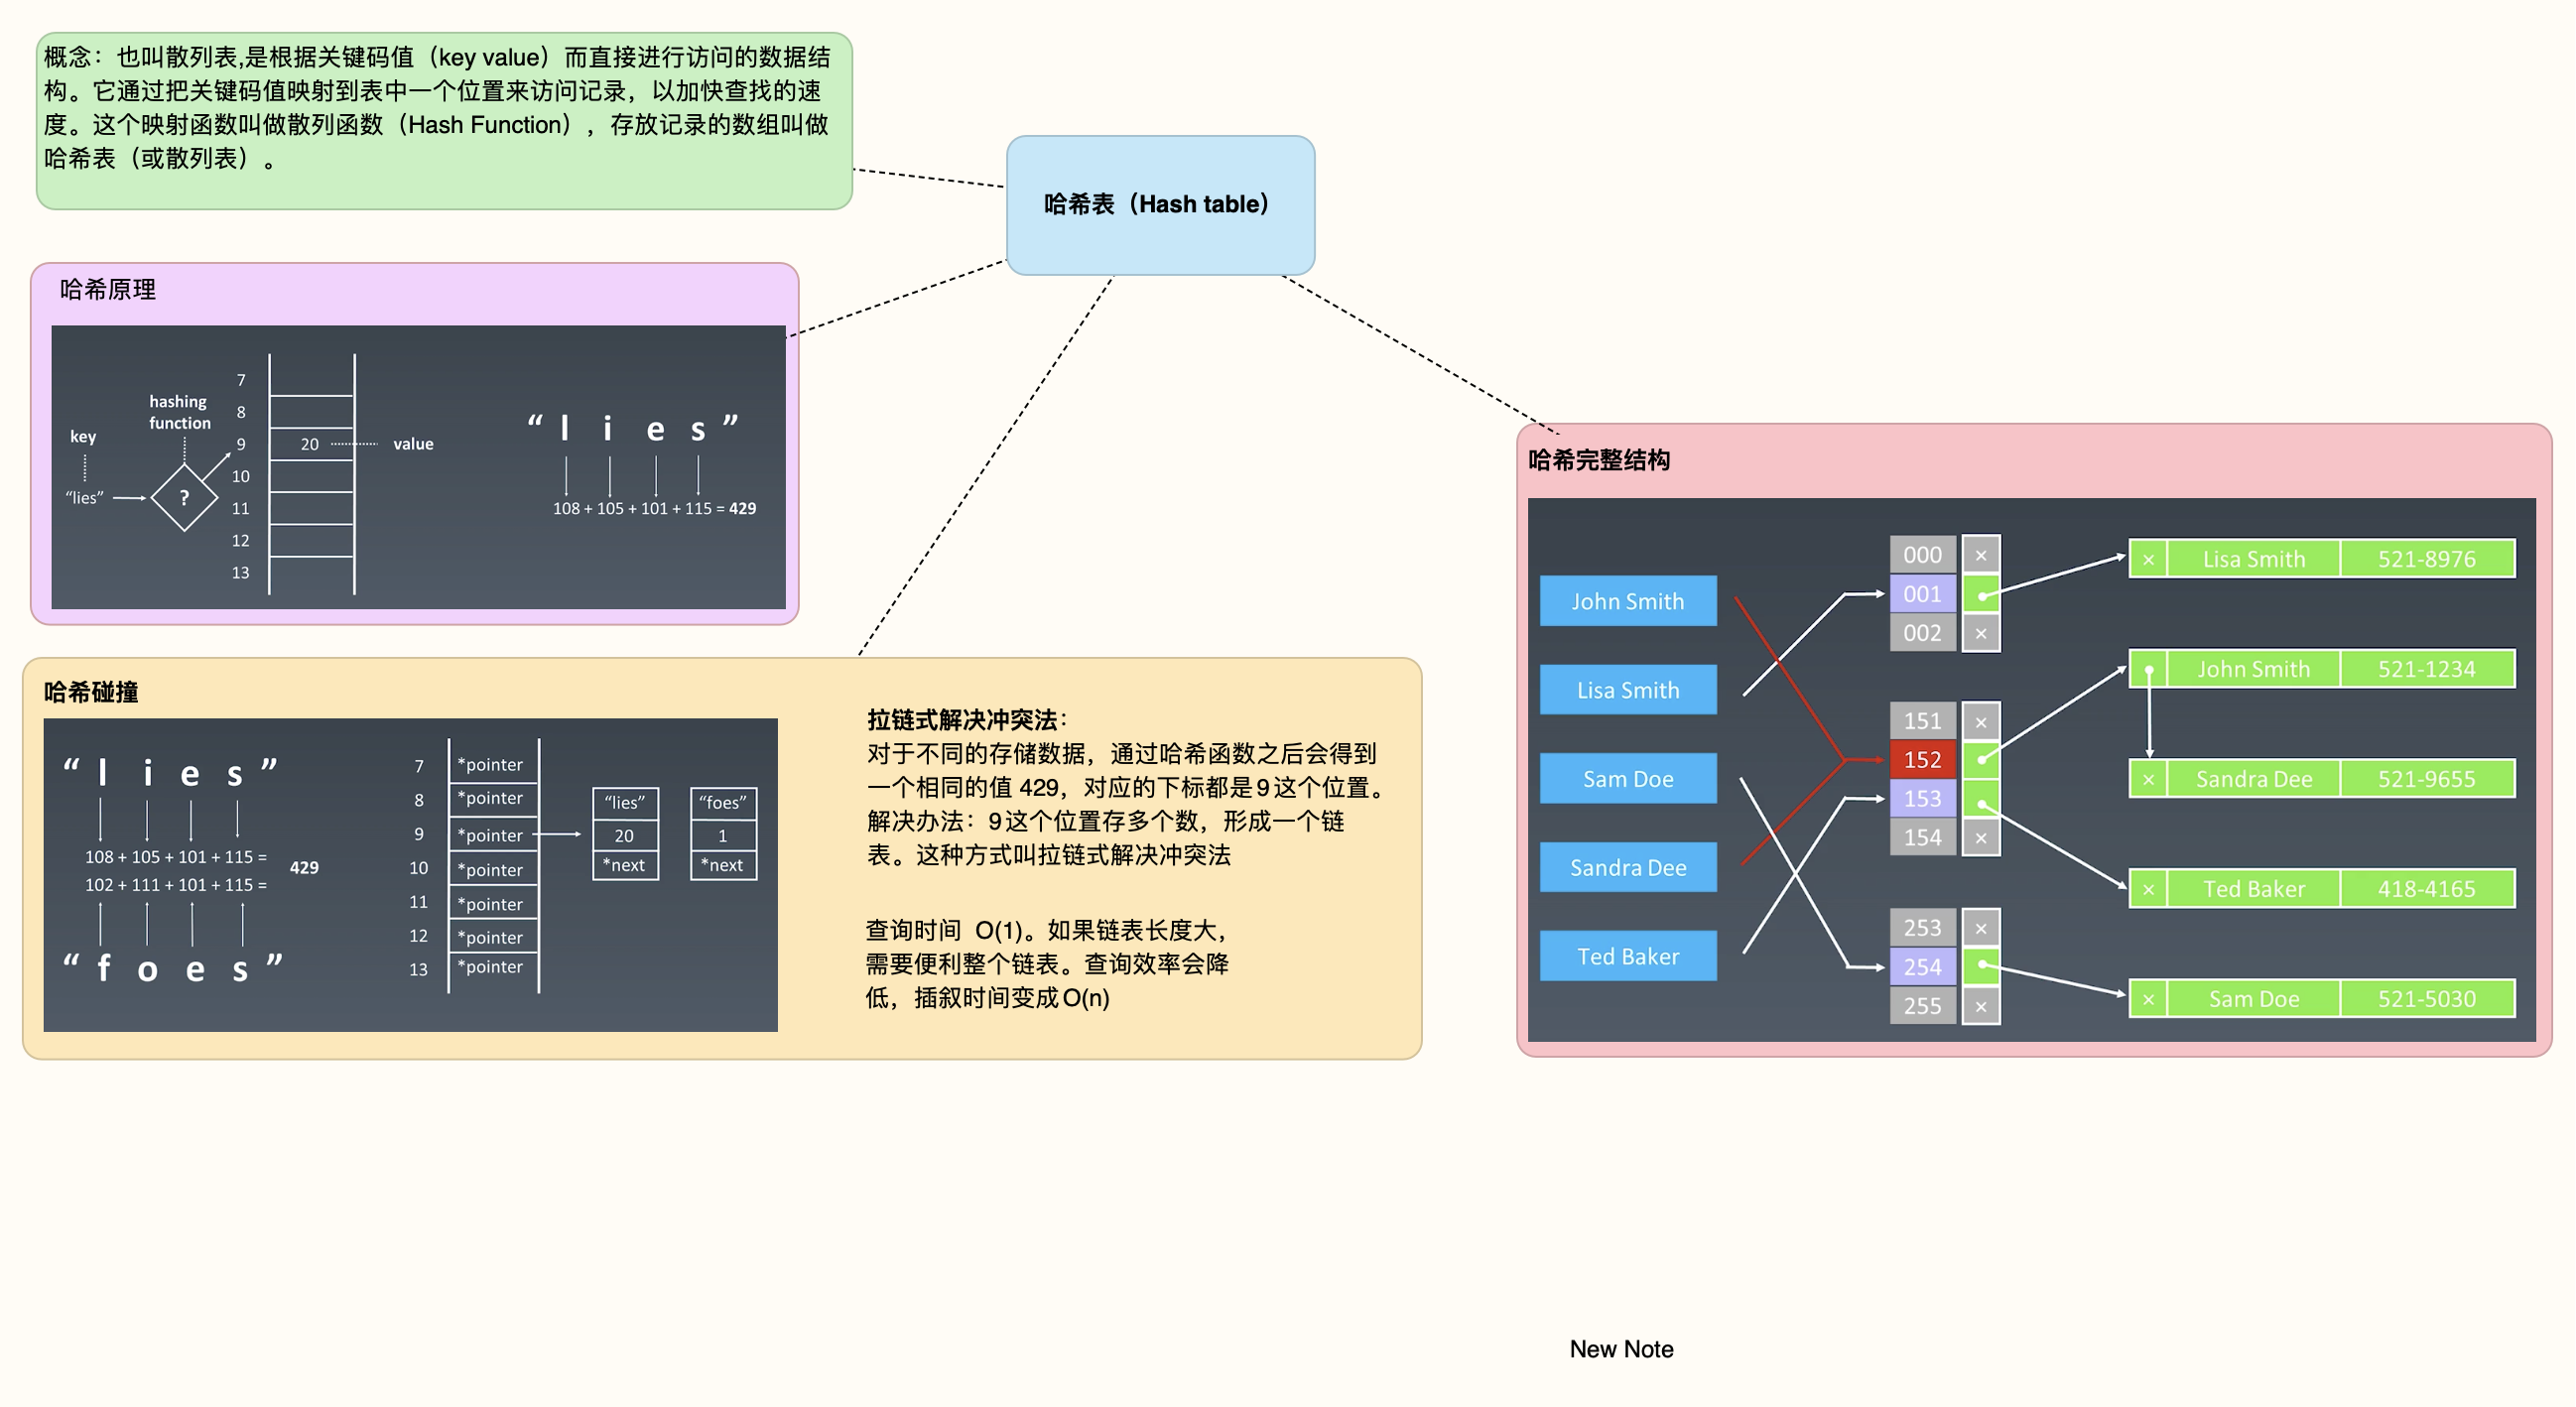 概念：也叫散列表,是根据关键码值（key value）而直接进行访问的数据结
构。它通过把关键码值映射到表中一个位置来访问记录，以加快查找的速
度。这个映射函数叫做散列函数（Hash Function），存放记录的数组叫做
哈希表（或散列表）。
哈希表（Hash table）
哈希原理
7
hashing
function
8
key
9
20
value
10
"lies"
?
11
12
13
“ l i e s ”
108 + 105 + 101 + 115 = 429
哈希碰撞
“ l i e s ”
108 + 105 + 101 + 115 =
429
102 + 111 + 101 + 115 =
“ f o e s ”
7 *pointer
8 *pointer
9 *pointer
10 *pointer
11 *pointer
12 *pointer
13 *pointer
“lies”
20
*next
“foes”
1
*next
拉链式解决冲突法：
对于不同的存储数据，通过哈希函数之后会得到
一个相同的值 429，对应的下标都是9这个位置。
解决办法：9这个位置存多个数，形成一个链
表。这种方式叫拉链式解决冲突法
查询时间 O(1)。如果链表长度大，
需要便利整个链表。查询效率会降
低，插叙时间变成O(n)
哈希完整结构
John Smith
Lisa Smith
Sam Doe
Sandra Dee
Ted Baker
000 ×
001
002 ×
151 ×
152
153
154 ×
253 ×
254
255 ×
× Lisa Smith 521-8976
John Smith 521-1234
× Sandra Dee 521-9655
× Ted Baker 418-4165
× Sam Doe 521-5030
New Note